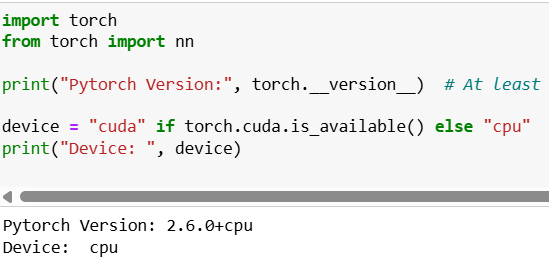 import torch
from torch import nn
print("Pytorch Version:", torch.__version__)  # At least
device = "cuda" if torch.cuda.is_available() else "cpu"
print("Device: ", device)
Pytorch Version: 2.6.0+cpu
Device:  cpu